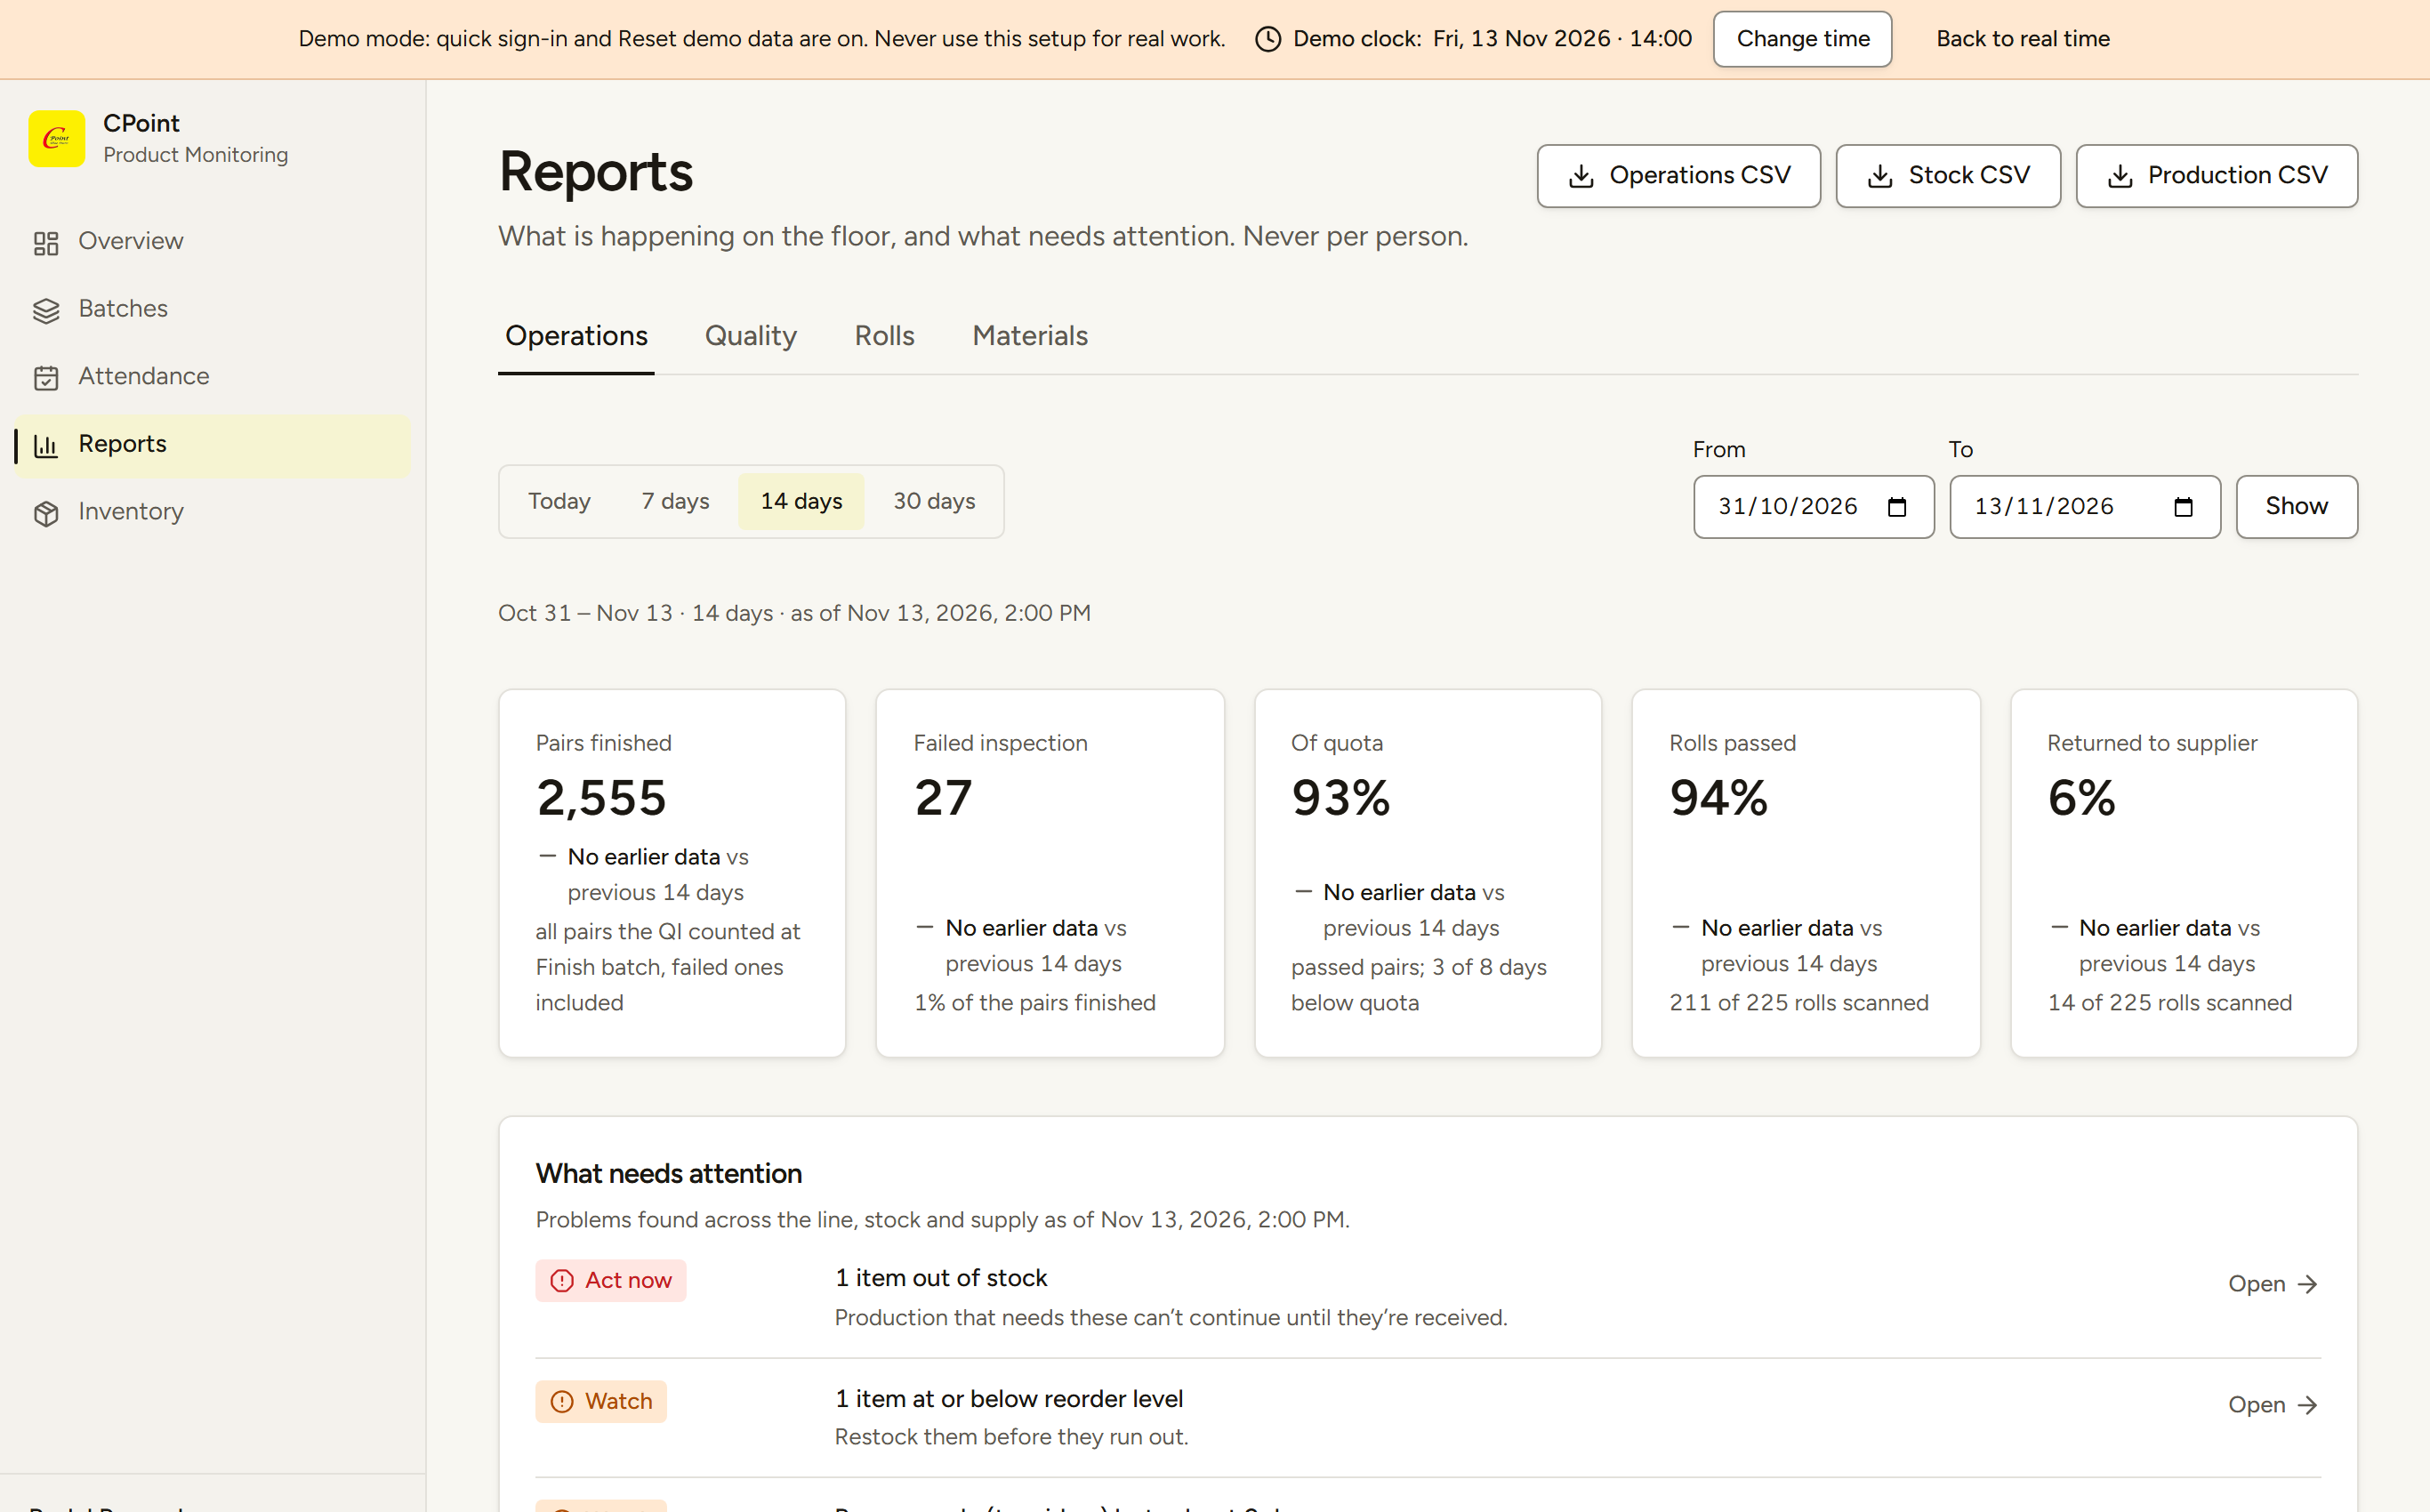 Demo mode: quick sign-in and Reset demo data are on. Never use this setup for real work.
Demo clock: Fri, 13 Nov 2026 · 14:00
Change time
Back to real time
CPoint
Product Monitoring
Overview
Batches
Attendance
Reports
Inventory
Reports
What is happening on the floor, and what needs attention. Never per person.
Operations CSV
Stock CSV
Production CSV
Operations
Quality
Rolls
Materials
Today
7 days
14 days
30 days
From
31/10/2026
To
13/11/2026
Show
Oct 31 – Nov 13 · 14 days · as of Nov 13, 2026, 2:00 PM
Pairs finished
2,555
— No earlier data vs
previous 14 days
all pairs the QI counted at
Finish batch, failed ones
included
Failed inspection
27
— No earlier data vs
previous 14 days
1% of the pairs finished
Of quota
93%
— No earlier data vs
previous 14 days
passed pairs; 3 of 8 days
below quota
Rolls passed
94%
— No earlier data vs
previous 14 days
211 of 225 rolls scanned
Returned to supplier
6%
— No earlier data vs
previous 14 days
14 of 225 rolls scanned
What needs attention
Problems found across the line, stock and supply as of Nov 13, 2026, 2:00 PM.
Act now
1 item out of stock
Production that needs these can’t continue until they’re received.
Open
Watch
1 item at or below reorder level
Restock them before they run out.
Open